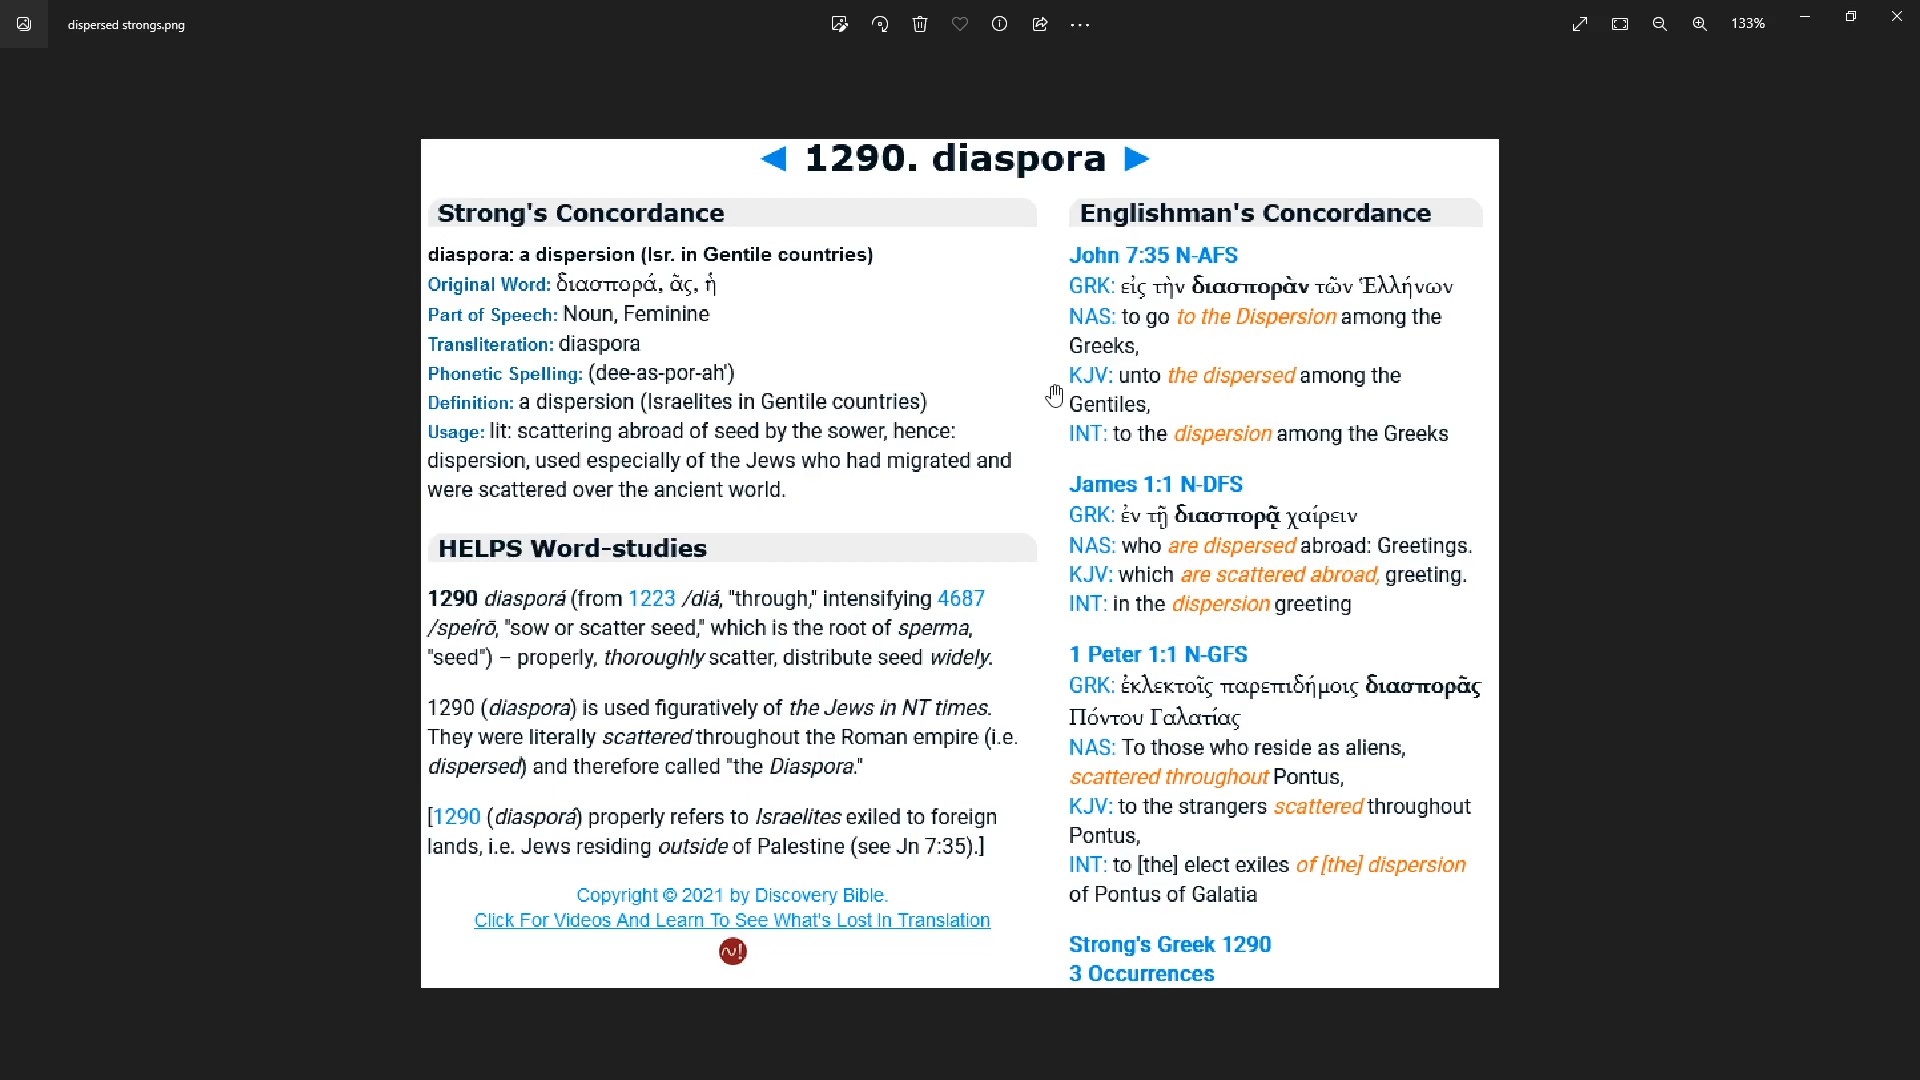 dispersed strongs.png
133%
◀ 1290. diaspora ▶
Strong's Concordance
diaspora: a dispersion (Isr. in Gentile countries)
Original Word: διασπορά, ᾶς, ἡ
Part of Speech: Noun, Feminine
Transliteration: diaspora
Phonetic Spelling: (dee-as-por-ah')
Definition: a dispersion (Israelites in Gentile countries)
Usage: lit: scattering abroad of seed by the sower, hence:
dispersion, used especially of the Jews who had migrated and
were scattered over the ancient world.
HELPS Word-studies
1290 diasporá (from 1223 /diá, "through," intensifying 4687
/speírō, "sow or scatter seed," which is the root of sperma,
"seed") – properly, thoroughly scatter, distribute seed widely.
1290 (diaspora) is used figuratively of the Jews in NT times.
They were literally scattered throughout the Roman empire (i.e.
dispersed) and therefore called "the Diaspora."
[1290 (diasporá) properly refers to Israelites exiled to foreign
lands, i.e. Jews residing outside of Palestine (see Jn 7:35).]
Copyright © 2021 by Discovery Bible.
Click For Videos And Learn To See What's Lost In Translation
Englishman's Concordance
John 7:35 N-AFS
GRK: εἰς τὴν διασπορὰν τῶν Ἑλλήνων
NAS: to go to the Dispersion among the
Greeks,
KJV: unto the dispersed among the
Gentiles,
INT: to the dispersion among the Greeks
James 1:1 N-DFS
GRK: ἐν τῇ διασπορᾷ χαίρειν
NAS: who are dispersed abroad: Greetings.
KJV: which are scattered abroad, greeting.
INT: in the dispersion greeting
1 Peter 1:1 N-GFS
GRK: ἐκλεκτοῖς παρεπιδήμοις διασπορᾶς
Πόντου Γαλατίας
NAS: To those who reside as aliens,
scattered throughout Pontus,
KJV: to the strangers scattered throughout
Pontus,
INT: to [the] elect exiles of [the] dispersion
of Pontus of Galatia
Strong's Greek 1290
3 Occurrences